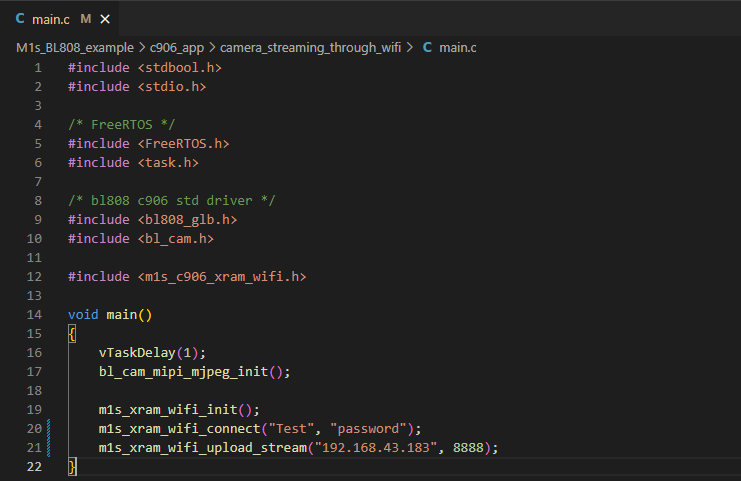 C main.c M ×
M1s_BL808_example > c906_app > camera_streaming_through_wifi > C main.c
1 #include <stdbool.h>
2 #include <stdio.h>
3
4 /* FreeRTOS */
5 #include <FreeRTOS.h>
6 #include <task.h>
7
8 /* bl808 c906 std driver */
9 #include <bl808_glb.h>
10 #include <bl_cam.h>
11
12 #include <m1s_c906_xram_wifi.h>
13
14 void main()
15 {
16     vTaskDelay(1);
17     bl_cam_mipi_mjpeg_init();
18
19     m1s_xram_wifi_init();
20     m1s_xram_wifi_connect("Test", "password");
21     m1s_xram_wifi_upload_stream("192.168.43.183", 8888);
22 }